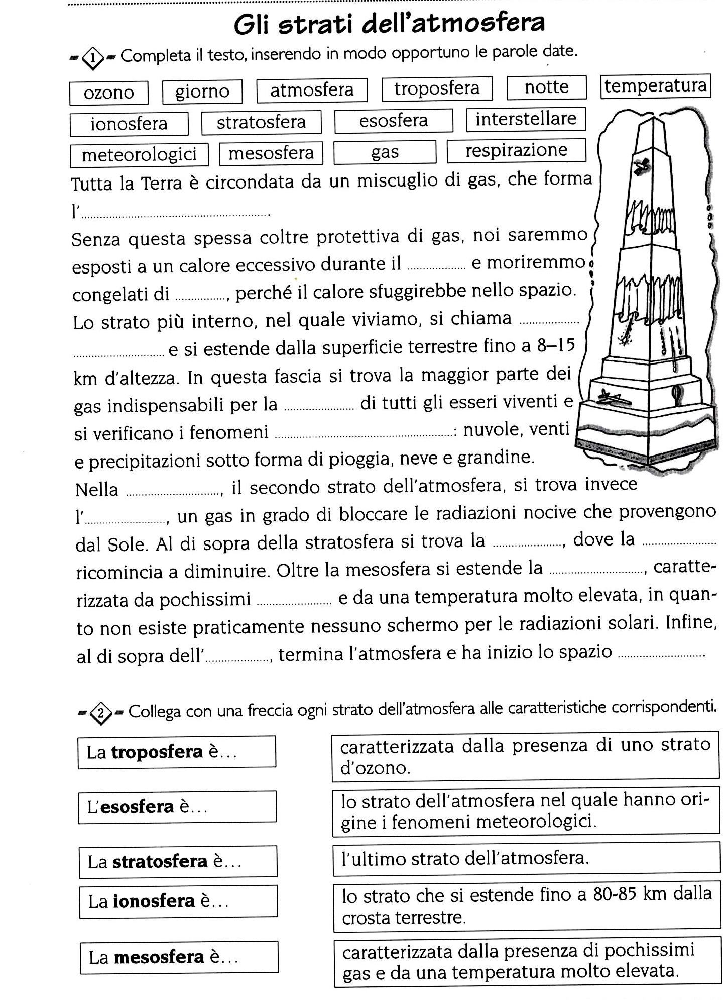 Gli strati dell'atmosfera
1 Completa il testo, inserendo in modo opportuno le parole date.
ozono giorno atmosfera troposfera notte temperatura
ionosfera stratosfera esosfera interstellare
meteorologici mesosfera gas respirazione
Tutta la Terra è circondata da un miscuglio di gas, che forma
l'.................................................
Senza questa spessa coltre protettiva di gas, noi saremmo
esposti a un calore eccessivo durante il ................ e moriremmo
congelati di .............., perché il calore sfuggirebbe nello spazio.
Lo strato più interno, nel quale viviamo, si chiama ................
........................ e si estende dalla superficie terrestre fino a 8–15
km d'altezza. In questa fascia si trova la maggior parte dei
gas indispensabili per la ................... di tutti gli esseri viventi e
si verificano i fenomeni ................................................: nuvole, venti
e precipitazioni sotto forma di pioggia, neve e grandine.
Nella ........................., il secondo strato dell'atmosfera, si trova invece
l'......................, un gas in grado di bloccare le radiazioni nocive che provengono
dal Sole. Al di sopra della stratosfera si trova la ..................., dove la ....................
ricomincia a diminuire. Oltre la mesosfera si estende la ........................., caratte-
rizzata da pochissimi .................... e da una temperatura molto elevata, in quan-
to non esiste praticamente nessuno schermo per le radiazioni solari. Infine,
al di sopra dell'................., termina l'atmosfera e ha inizio lo spazio ........................
2 Collega con una freccia ogni strato dell'atmosfera alle caratteristiche corrispondenti.
La troposfera è…
caratterizzata dalla presenza di uno strato
d'ozono.
L'esosfera è…
lo strato dell'atmosfera nel quale hanno ori-
gine i fenomeni meteorologici.
La stratosfera è…
l'ultimo strato dell'atmosfera.
La ionosfera è…
lo strato che si estende fino a 80-85 km dalla
crosta terrestre.
La mesosfera è…
caratterizzata dalla presenza di pochissimi
gas e da una temperatura molto elevata.